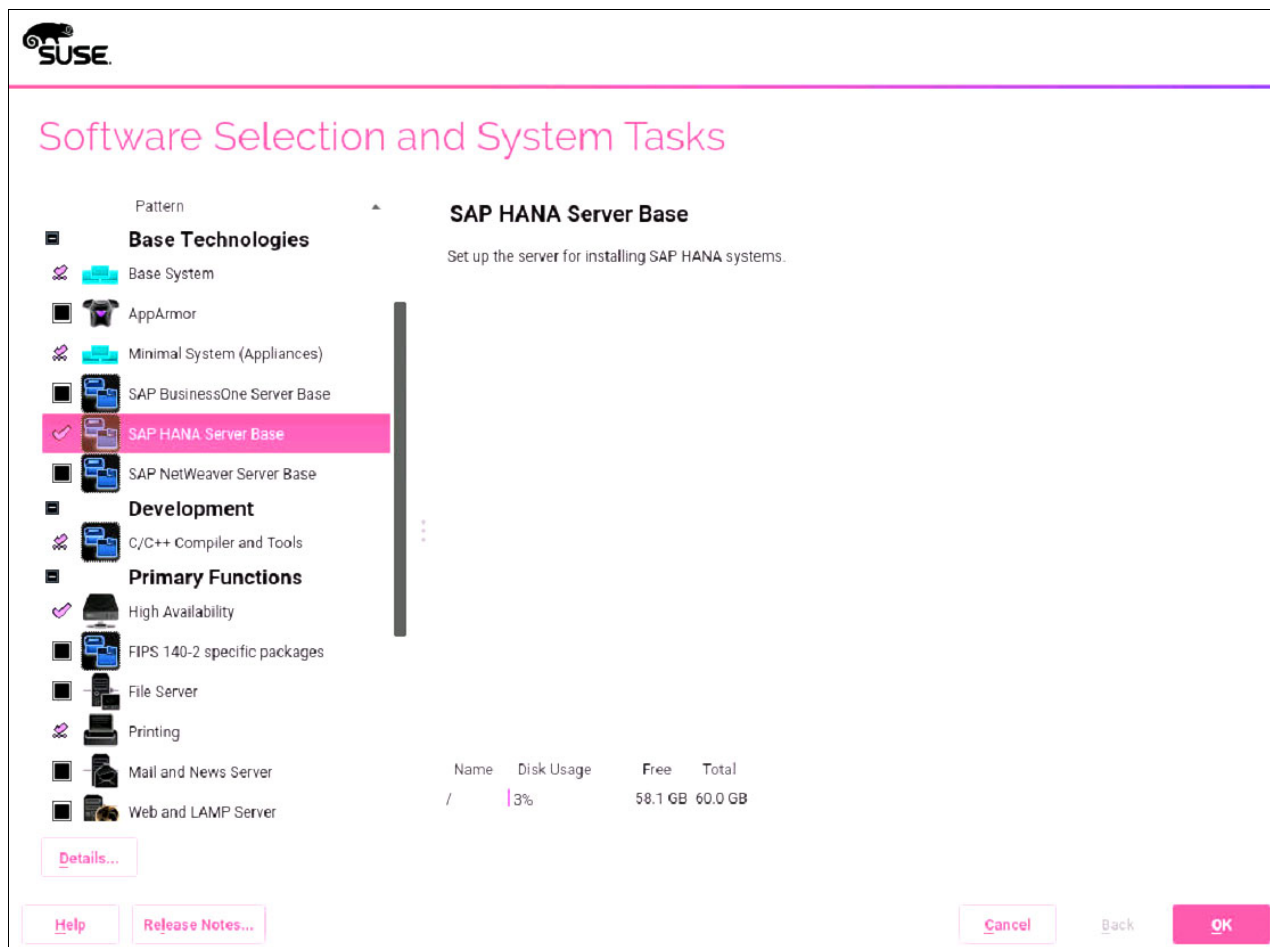 SUSE.
Software Selection and System Tasks
Pattern
Base Technologies
Base System
AppArmor
Minimal System (Appliances)
SAP BusinessOne Server Base
SAP HANA Server Base
SAP NetWeaver Server Base
Development
C/C++ Compiler and Tools
Primary Functions
High Availability
FIPS 140-2 specific packages
File Server
Printing
Mail and News Server
Web and LAMP Server
SAP HANA Server Base
Set up the server for installing SAP HANA systems.
Name Disk Usage Free Total
/ 3% 58.1 GB 60.0 GB
Details...
Help Release Notes... Cancel Back OK